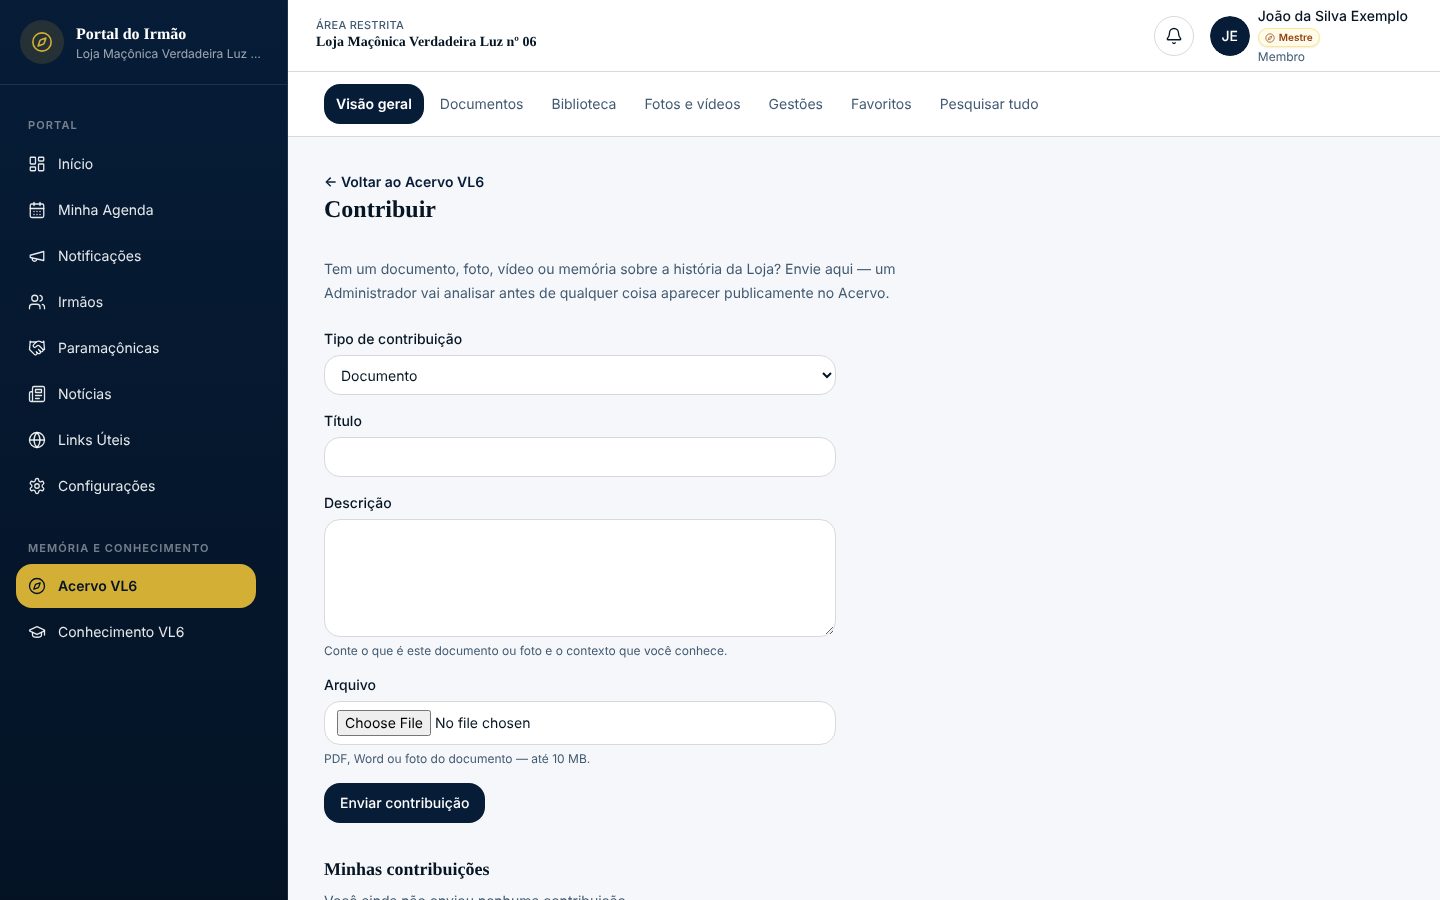 Portal do Irmão
Loja Maçônica Verdadeira Luz ...
PORTAL
Início
Minha Agenda
Notificações
Irmãos
Paramaçônicas
Notícias
Links Úteis
Configurações
MEMÓRIA E CONHECIMENTO
Acervo VL6
Conhecimento VL6
ÁREA RESTRITA
Loja Maçônica Verdadeira Luz nº 06
JE
João da Silva Exemplo
Mestre
Membro
Visão geral
Documentos
Biblioteca
Fotos e vídeos
Gestões
Favoritos
Pesquisar tudo
← Voltar ao Acervo VL6
Contribuir
Tem um documento, foto, vídeo ou memória sobre a história da Loja? Envie aqui — um
Administrador vai analisar antes de qualquer coisa aparecer publicamente no Acervo.
Tipo de contribuição
Documento
Título
Descrição
Conte o que é este documento ou foto e o contexto que você conhece.
Arquivo
Choose File No file chosen
PDF, Word ou foto do documento — até 10 MB.
Enviar contribuição
Minhas contribuições
Você ainda não enviou nenhuma contribuição.